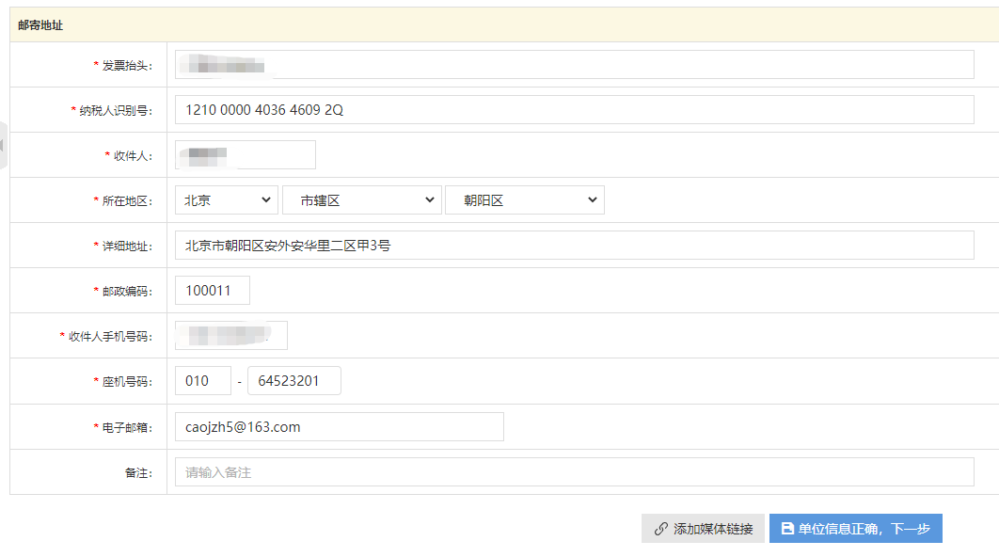 邮寄地址
* 发票抬头：
* 纳税人识别号： 1210 0000 4036 4609 2Q
* 收件人：
* 所在地区： 北京 市辖区 朝阳区
* 详细地址： 北京市朝阳区安外安华里二区甲3号
* 邮政编码： 100011
* 收件人手机号码：
* 座机号码： 010 - 64523201
* 电子邮箱： caojzh5@163.com
备注： 请输入备注
添加媒体链接 单位信息正确，下一步